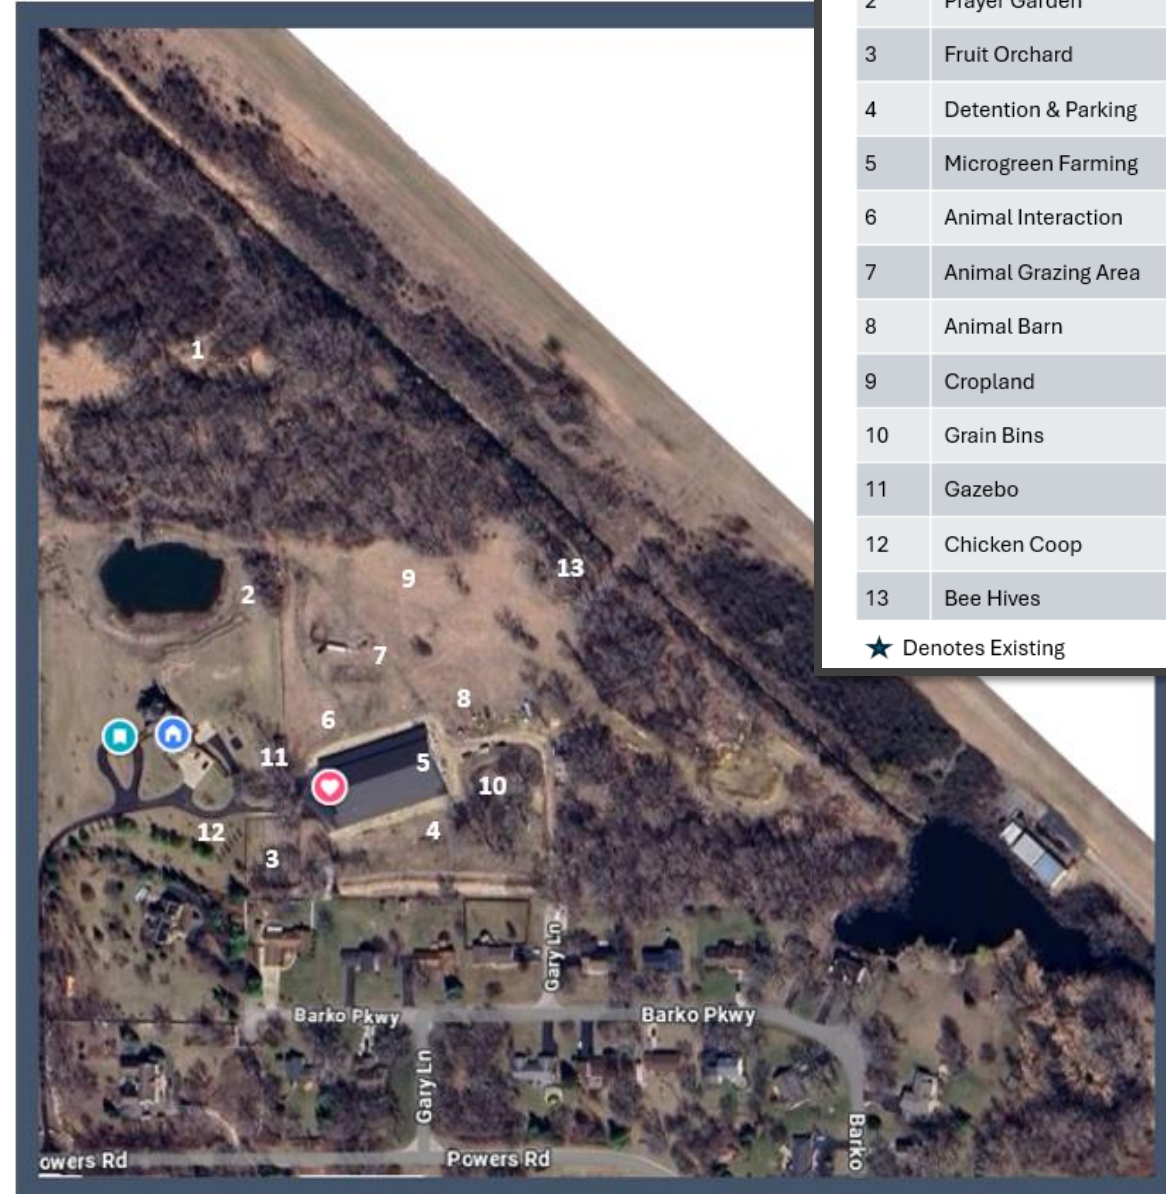 2 Prayer Garden
3 Fruit Orchard
4 Detention & Parking
5 Microgreen Farming
6 Animal Interaction
7 Animal Grazing Area
8 Animal Barn
9 Cropland
10 Grain Bins
11 Gazebo
12 Chicken Coop
13 Bee Hives
★ Denotes Existing
1
13
9
2
7
8
6
11
5
10
4
12
3
Gary Ln
Barko Pkwy
Barko Pkwy
Gary Ln
Barko
owers Rd
Powers Rd